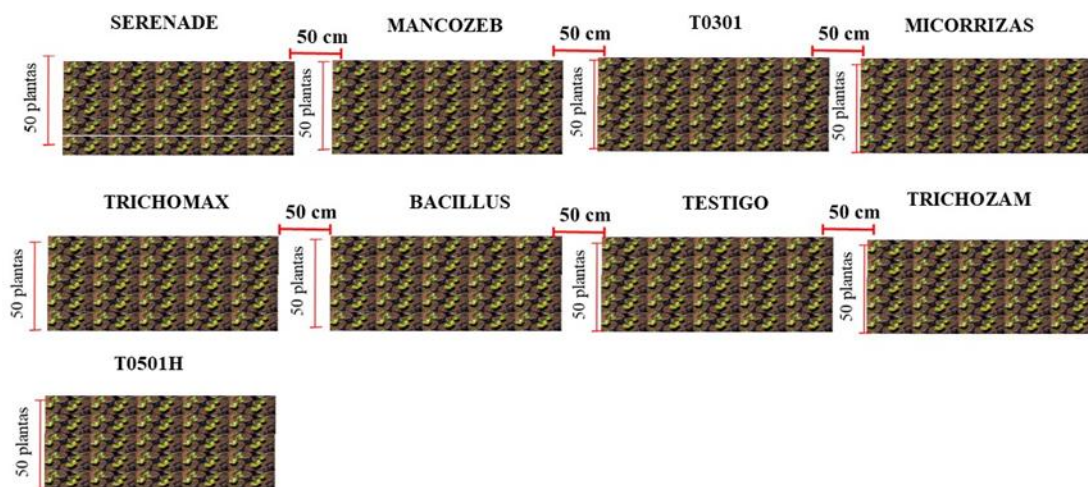 SERENADE
50 cm
MANCOZEB
50 cm
T0301
50 cm
MICORRIZAS
50 plantas
50 plantas
50 plantas
50 plantas
TRICHOMAX
50 cm
BACILLUS
50 cm
TESTIGO
50 cm
TRICHOZAM
50 plantas
50 plantas
50 plantas
50 plantas
T0501H
50 plantas